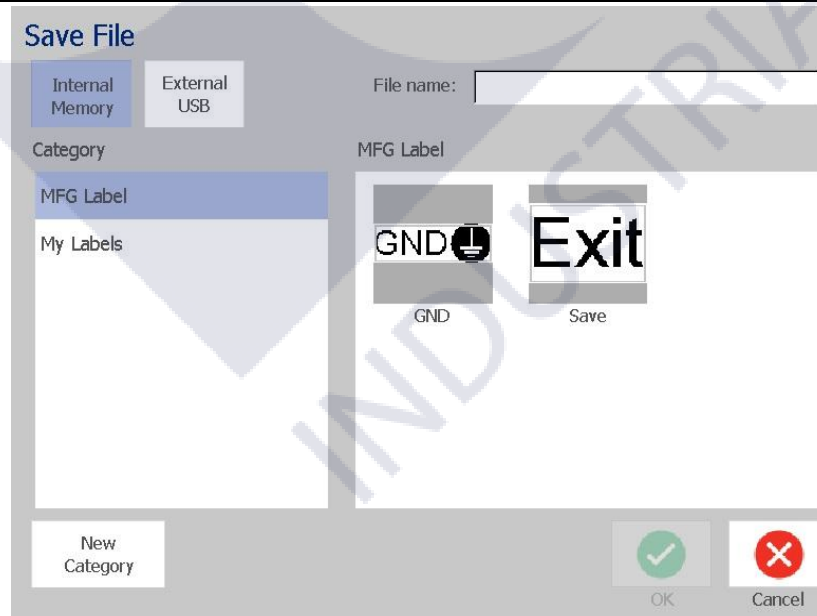 Save File
Internal
Memory
External
USB
File name:
Category
MFG Label
MFG Label
My Labels
GND
Exit
GND
Save
New
Category
OK
Cancel
INDUSTRIA